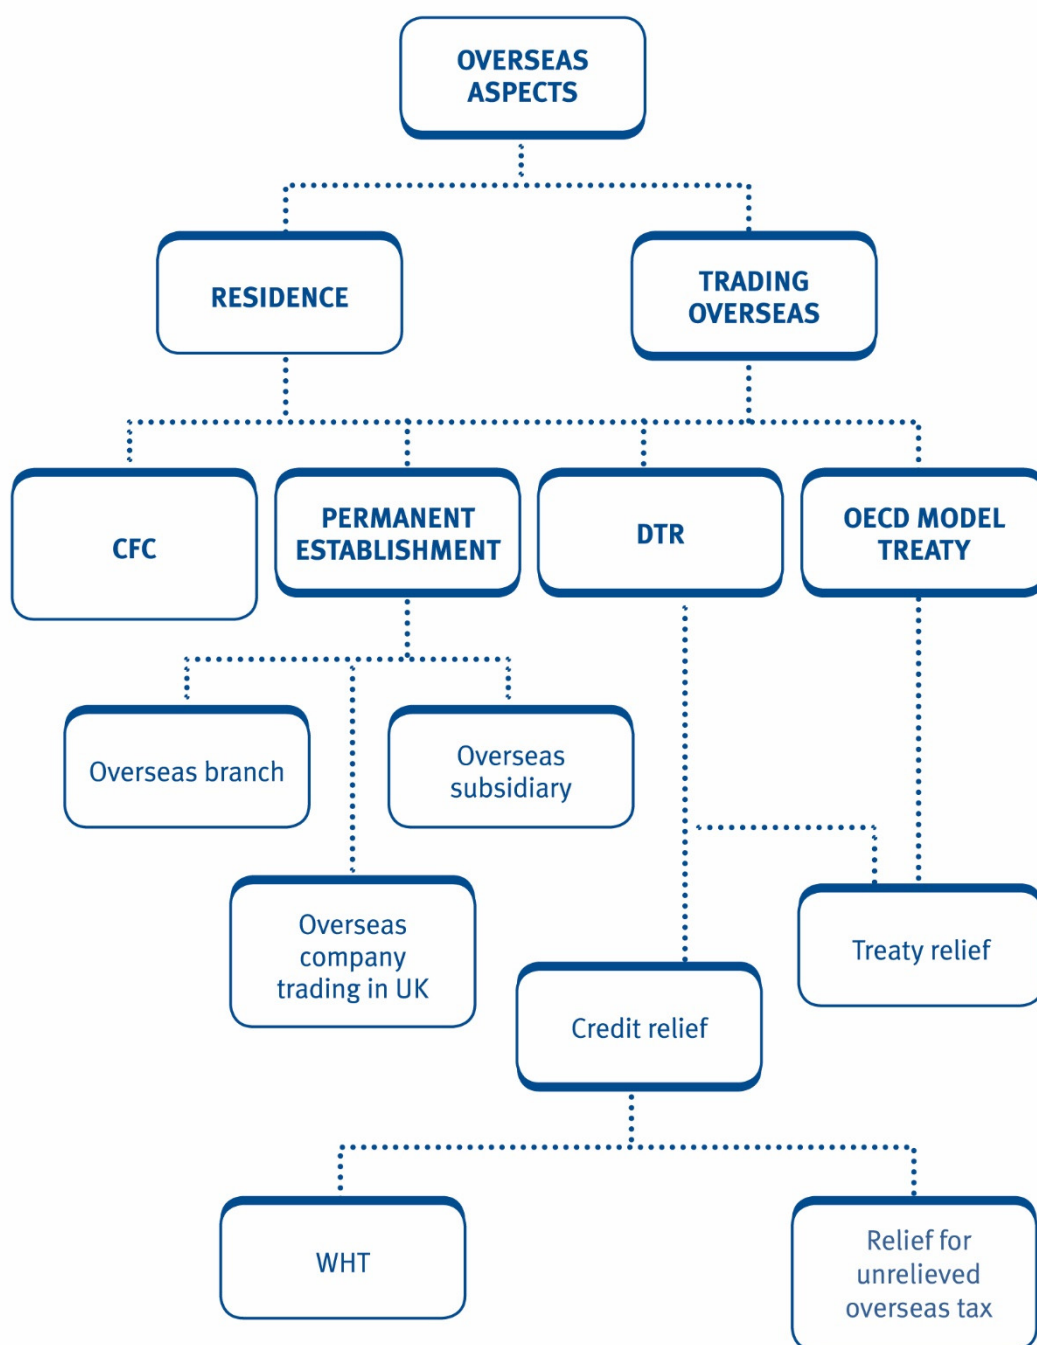 OVERSEAS
ASPECTS
RESIDENCE
TRADING
OVERSEAS
CFC
PERMANENT
ESTABLISHMENT
DTR
OECD MODEL
TREATY
Overseas branch
Overseas
subsidiary
Overseas
company
trading in UK
Treaty relief
Credit relief
WHT
Relief for
unrelieved
overseas tax